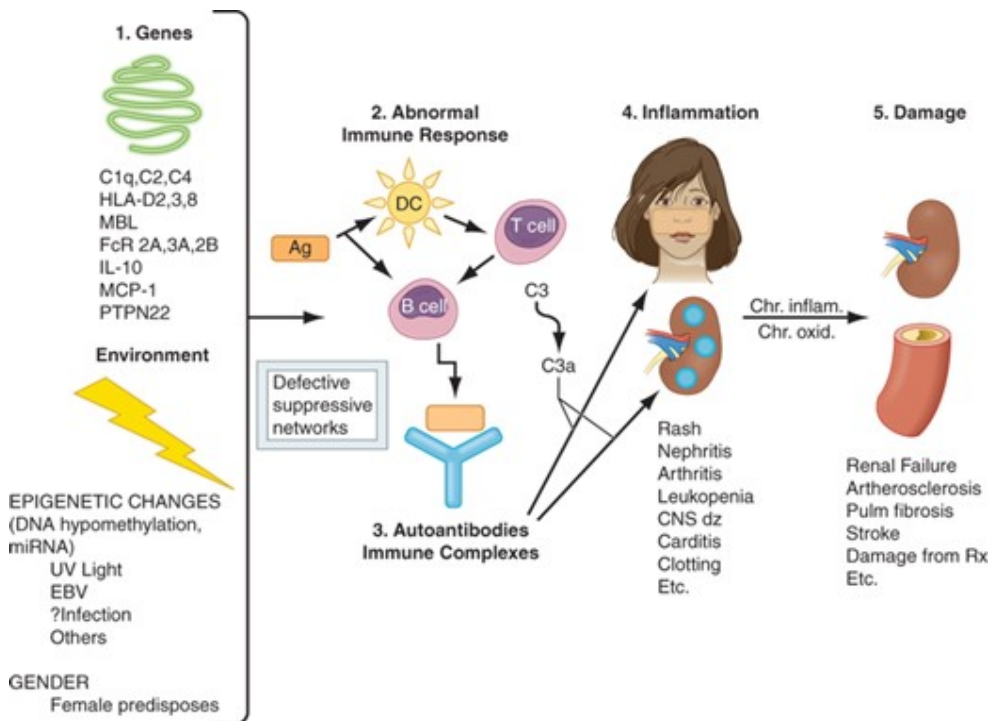 1. Genes
C1q,C2,C4
HLA-D2,3,8
MBL
FcR 2A,3A,2B
IL-10
MCP-1
PTPN22
Environment
EPIGENETIC CHANGES
(DNA hypomethylation,
miRNA)
UV Light
EBV
?Infection
Others
GENDER
Female predisposes
2. Abnormal
Immune Response
DC
Ag
T cell
B cell
C3
C3a
Defective
suppressive
networks
3. Autoantibodies
Immune Complexes
4. Inflammation
Rash
Nephritis
Arthritis
Leukopenia
CNS dz
Carditis
Clotting
Etc.
Chr. inflam.
Chr. oxid.
5. Damage
Renal Failure
Artherosclerosis
Pulm fibrosis
Stroke
Damage from Rx
Etc.